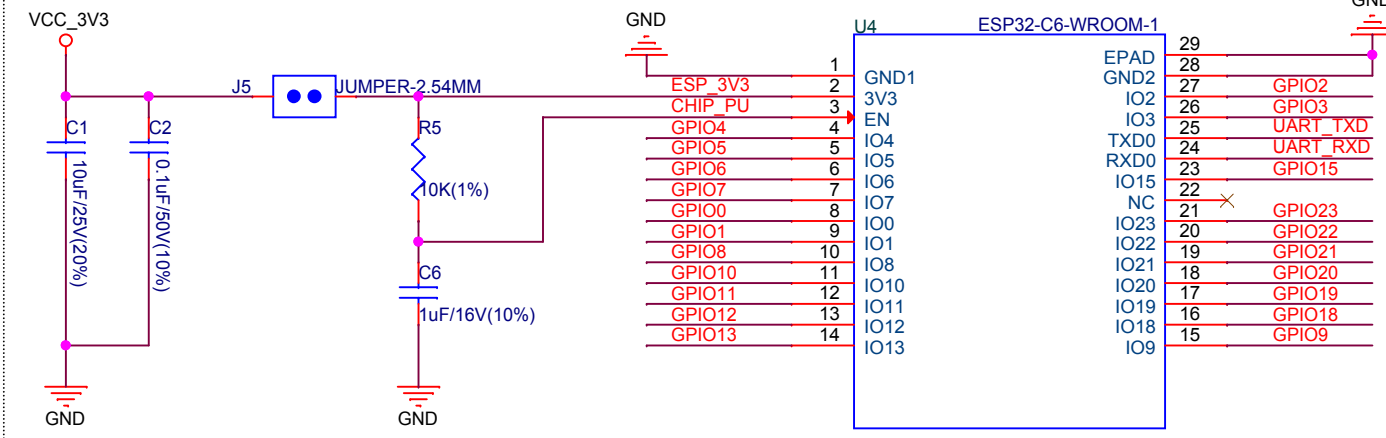 VCC_3V3
GND
U4
ESP32-C6-WROOM-1
J5
JUMPER-2.54MM
C1
10uF/25V(20%)
C2
0.1uF/50V(10%)
R5
10K(1%)
C6
1uF/16V(10%)
GND
GND
1 GND1
ESP_3V3 2 3V3
CHIP_PU 3 EN
GPIO4 4 IO4
GPIO5 5 IO5
GPIO6 6 IO6
GPIO7 7 IO7
GPIO0 8 IO0
GPIO1 9 IO1
GPIO8 10 IO8
GPIO10 11 IO10
GPIO11 12 IO11
GPIO12 13 IO12
GPIO13 14 IO13
EPAD 29
GND2 28
IO2 27 GPIO2
IO3 26 GPIO3
TXD0 25 UART_TXD
RXD0 24 UART_RXD
IO15 23 GPIO15
NC 22
IO23 21 GPIO23
IO22 20 GPIO22
IO21 19 GPIO21
IO20 18 GPIO20
IO19 17 GPIO19
IO18 16 GPIO18
IO9 15 GPIO9